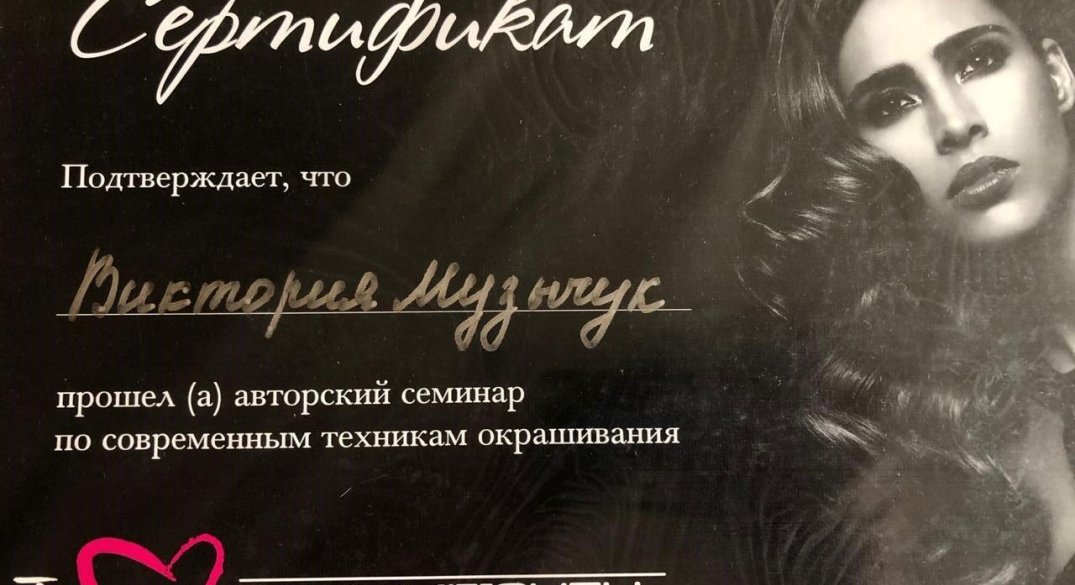 Сертификат
Подтверждает, что
Виктория Музычук
прошел (а) авторский семинар
по современным техникам окрашивания